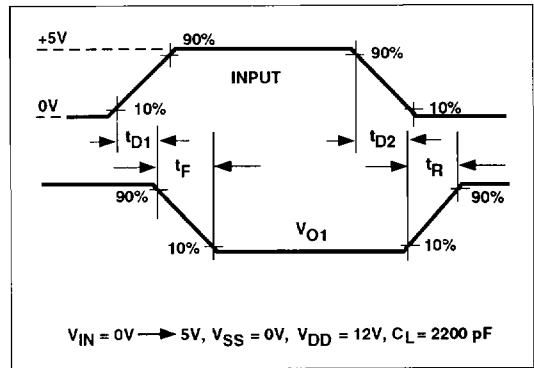 +5V
90%
90%
INPUT
0V
10%
10%
tD1
tD2
tF
tR
90%
90%
VO1
10%
10%
VIN = 0V → 5V, VSS = 0V, VDD = 12V, CL = 2200 pF